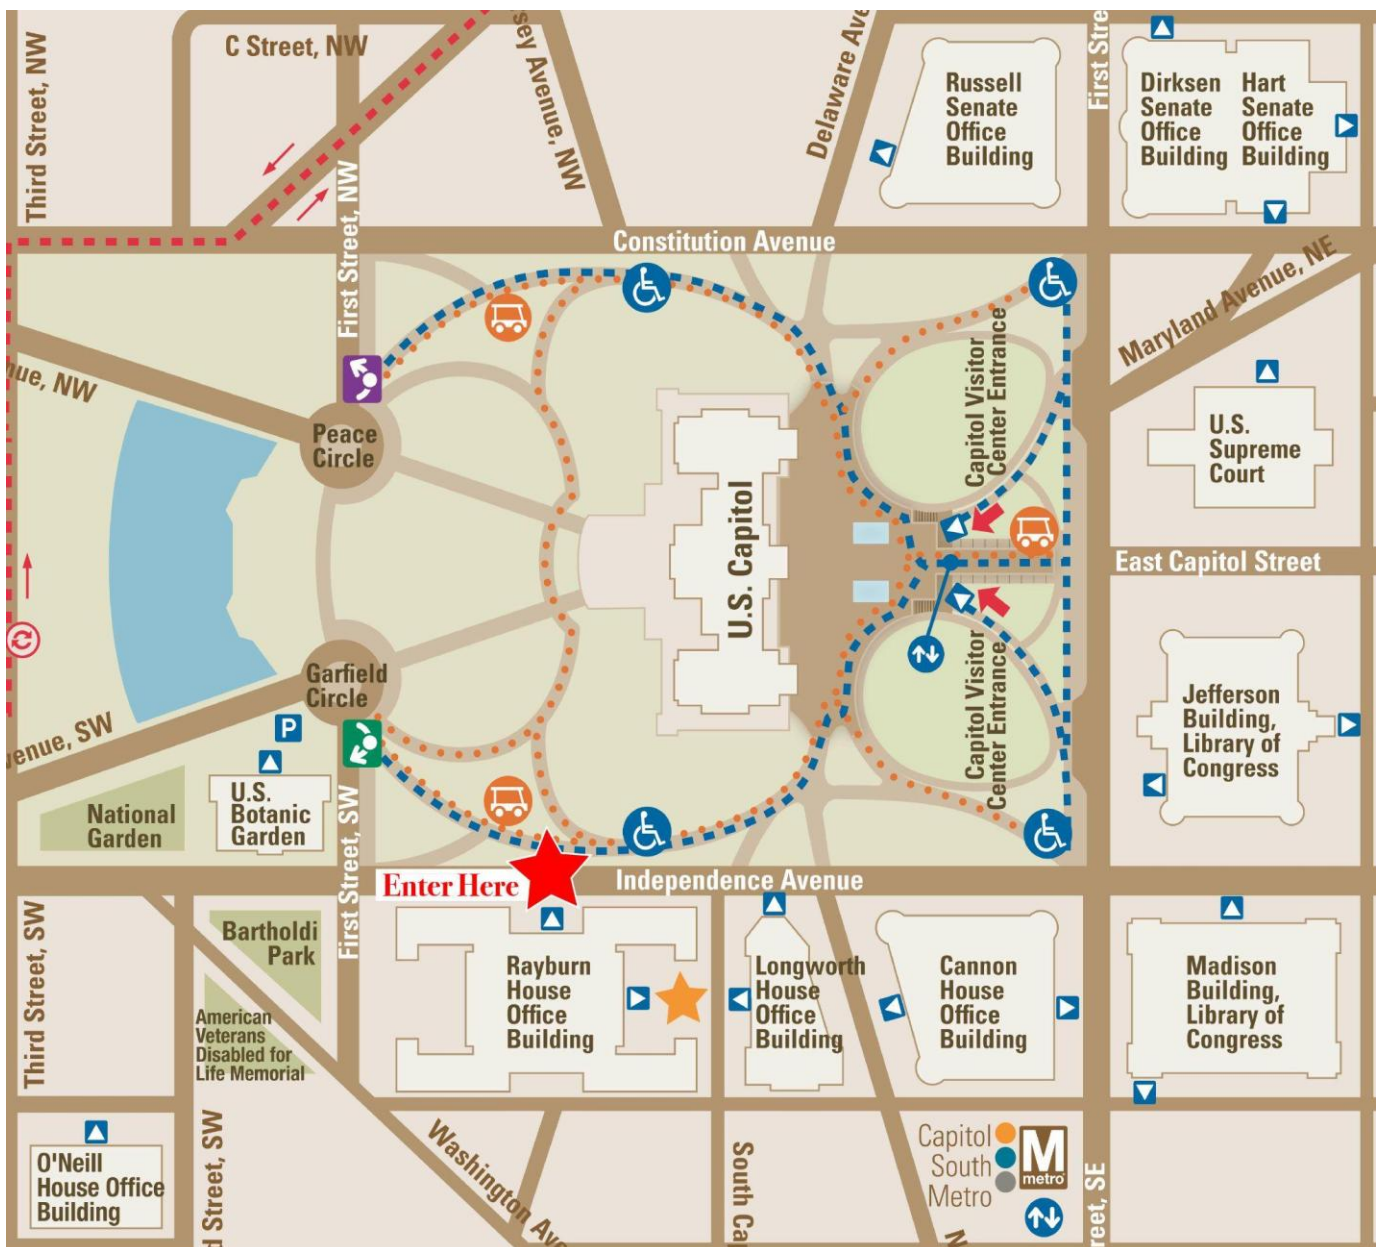 Third Street, NW
C Street, NW
First Street, NW
sey Avenue, NW
Delaware Ave
Russell
Senate
Office
Building
First Stre
Dirksen
Senate
Office
Building
Hart
Senate
Office
Building
Constitution Avenue
Maryland Avenue, NE
nue, NW
Peace
Circle
Capitol Visitor
Center Entrance
U.S.
Supreme
Court
U.S. Capitol
East Capitol Street
Garfield
Circle
Capitol Visitor
Center Entrance
Jefferson
Building,
Library of
Congress
venue, SW
P
National
Garden
U.S.
Botanic
Garden
First Street, SW
Enter Here
Independence Avenue
Third Street, SW
Bartholdi
Park
American
Veterans
Disabled for
Life Memorial
Rayburn
House
Office
Building
Longworth
House
Office
Building
Cannon
House
Office
Building
Madison
Building,
Library of
Congress
O'Neill
House Office
Building
d Street, SW
Washington Ave
South Cap
Capitol
South
Metro
M
metro
N
reet, SE